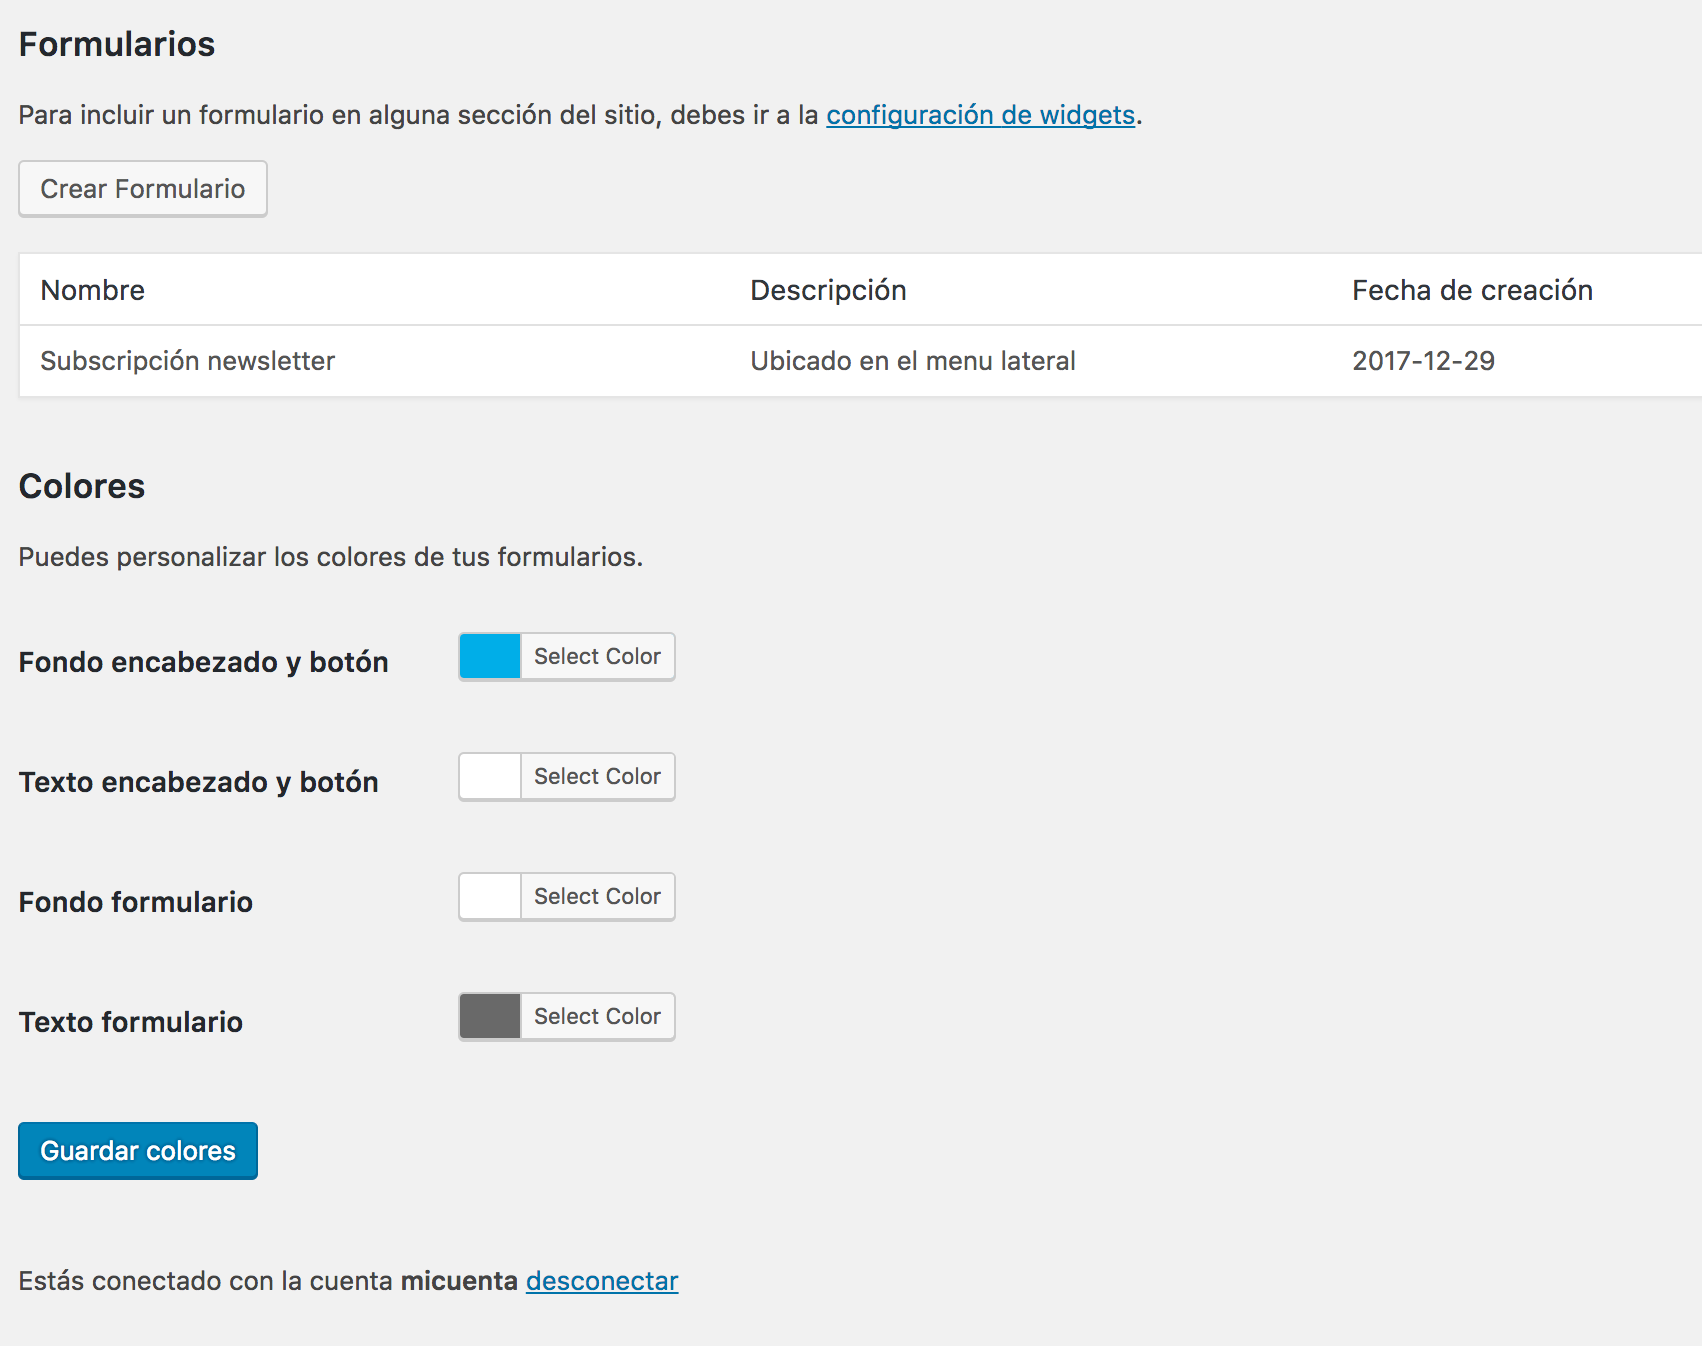 Formularios
Para incluir un formulario en alguna sección del sitio, debes ir a la configuración de widgets.
Crear Formulario
Nombre Descripción Fecha de creación
Subscripción newsletter Ubicado en el menu lateral 2017-12-29
Colores
Puedes personalizar los colores de tus formularios.
Fondo encabezado y botón Select Color
Texto encabezado y botón Select Color
Fondo formulario Select Color
Texto formulario Select Color
Guardar colores
Estás conectado con la cuenta micuenta desconectar